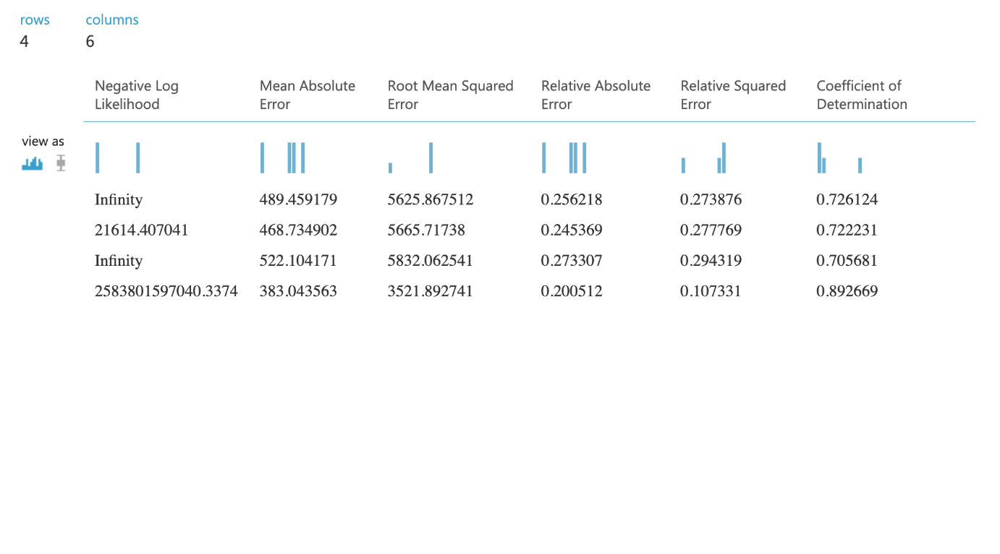 rows columns
4 6
Negative Log Mean Absolute Root Mean Squared Relative Absolute Relative Squared Coefficient of
Likelihood Error Error Error Error Determination
view as
Infinity 489.459179 5625.867512 0.256218 0.273876 0.726124
21614.407041 468.734902 5665.71738 0.245369 0.277769 0.722231
Infinity 522.104171 5832.062541 0.273307 0.294319 0.705681
2583801597040.3374 383.043563 3521.892741 0.200512 0.107331 0.892669